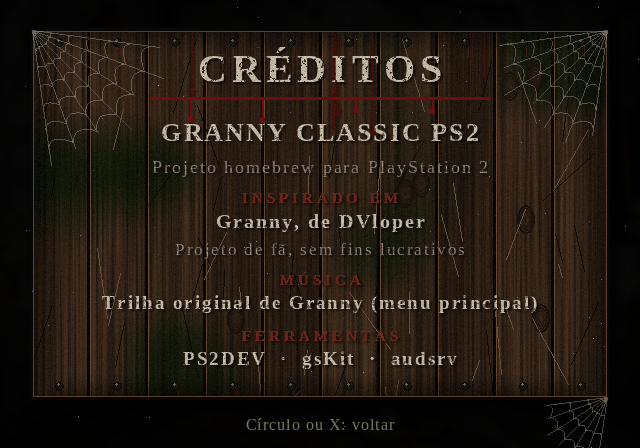 CRÉDITOS
GRANNY CLASSIC PS2
Projeto homebrew para PlayStation 2
INSPIRADO EM
Granny, de DVloper
Projeto de fã, sem fins lucrativos
MÚSICA
Trilha original de Granny (menu principal)
FERRAMENTAS
PS2DEV · gsKit · audsrv
Círculo ou X: voltar